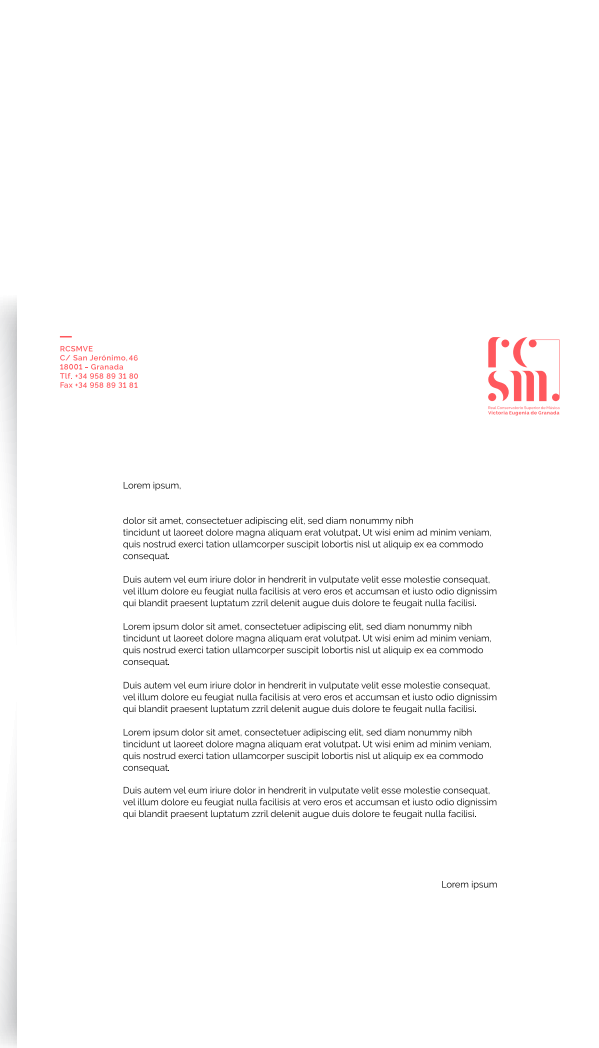 RCSMVE
C/ San Jerónimo, 46
18001 – Granada
Tlf. +34 958 89 31 80
Fax +34 958 89 31 81
rc
sm.
Real Conservatorio Superior de Música
Victoria Eugenia de Granada
Lorem ipsum,
dolor sit amet, consectetuer adipiscing elit, sed diam nonummy nibh
tincidunt ut laoreet dolore magna aliquam erat volutpat. Ut wisi enim ad minim veniam,
quis nostrud exerci tation ullamcorper suscipit lobortis nisl ut aliquip ex ea commodo
consequat.
Duis autem vel eum iriure dolor in hendrerit in vulputate velit esse molestie consequat,
vel illum dolore eu feugiat nulla facilisis at vero eros et accumsan et iusto odio dignissim
qui blandit praesent luptatum zzril delenit augue duis dolore te feugait nulla facilisi.
Lorem ipsum dolor sit amet, consectetuer adipiscing elit, sed diam nonummy nibh
tincidunt ut laoreet dolore magna aliquam erat volutpat. Ut wisi enim ad minim veniam,
quis nostrud exerci tation ullamcorper suscipit lobortis nisl ut aliquip ex ea commodo
consequat.
Duis autem vel eum iriure dolor in hendrerit in vulputate velit esse molestie consequat,
vel illum dolore eu feugiat nulla facilisis at vero eros et accumsan et iusto odio dignissim
qui blandit praesent luptatum zzril delenit augue duis dolore te feugait nulla facilisi.
Lorem ipsum dolor sit amet, consectetuer adipiscing elit, sed diam nonummy nibh
tincidunt ut laoreet dolore magna aliquam erat volutpat. Ut wisi enim ad minim veniam,
quis nostrud exerci tation ullamcorper suscipit lobortis nisl ut aliquip ex ea commodo
consequat.
Duis autem vel eum iriure dolor in hendrerit in vulputate velit esse molestie consequat,
vel illum dolore eu feugiat nulla facilisis at vero eros et accumsan et iusto odio dignissim
qui blandit praesent luptatum zzril delenit augue duis dolore te feugait nulla facilisi.
Lorem ipsum